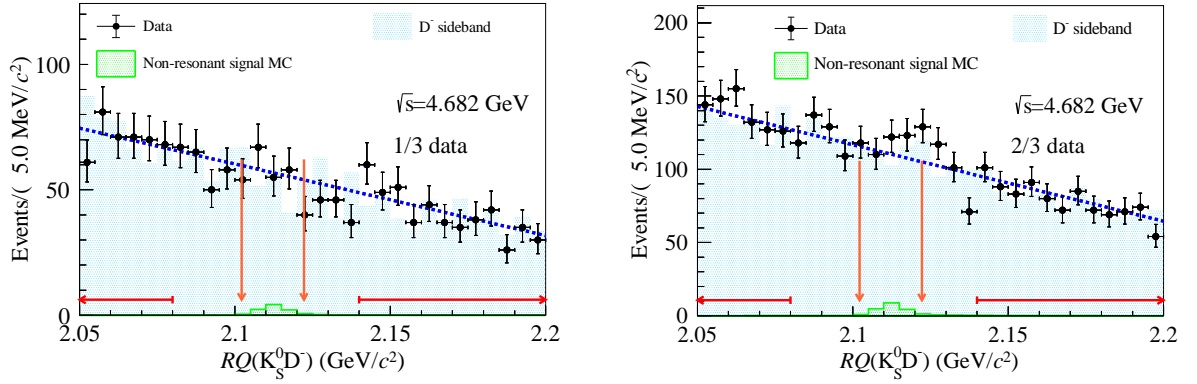 Data
D⁻ sideband
Non-resonant signal MC
√s=4.682 GeV
1/3 data
Events/( 5.0 MeV/c²)
100
50
0
2.05 2.1 2.15 2.2
RQ(K⁰_S D⁻) (GeV/c²)
Data
D⁻ sideband
Non-resonant signal MC
√s=4.682 GeV
2/3 data
Events/( 5.0 MeV/c²)
200
150
100
50
0
2.05 2.1 2.15 2.2
RQ(K⁰_S D⁻) (GeV/c²)